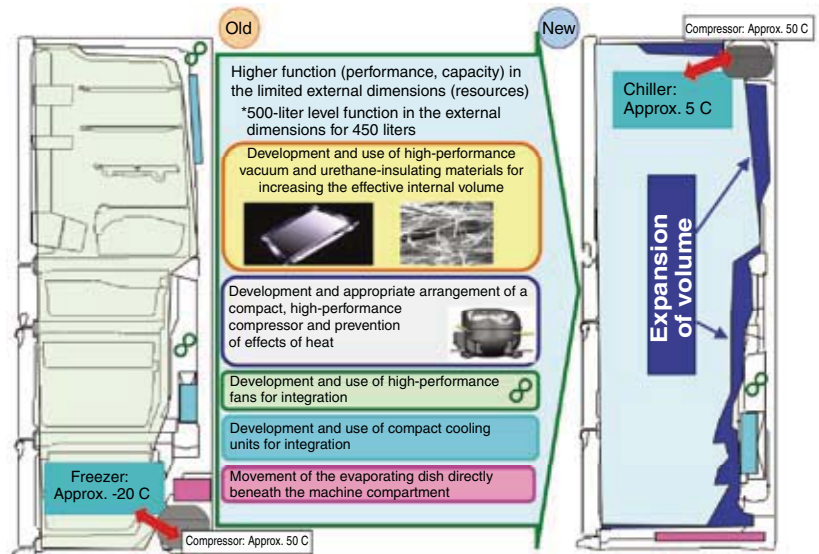 Old
New
Compressor: Approx. 50 C
Higher function (performance, capacity) in
the limited external dimensions (resources)
*500-liter level function in the external
dimensions for 450 liters
Development and use of high-performance
vacuum and urethane-insulating materials for
increasing the effective internal volume
Development and appropriate arrangement of a
compact, high-performance
compressor and prevention
of effects of heat
Development and use of high-performance
fans for integration
Development and use of compact cooling
units for integration
Movement of the evaporating dish directly
beneath the machine compartment
Freezer:
Approx. -20 C
Compressor: Approx. 50 C
Chiller:
Approx. 5 C
Expansion
of volume